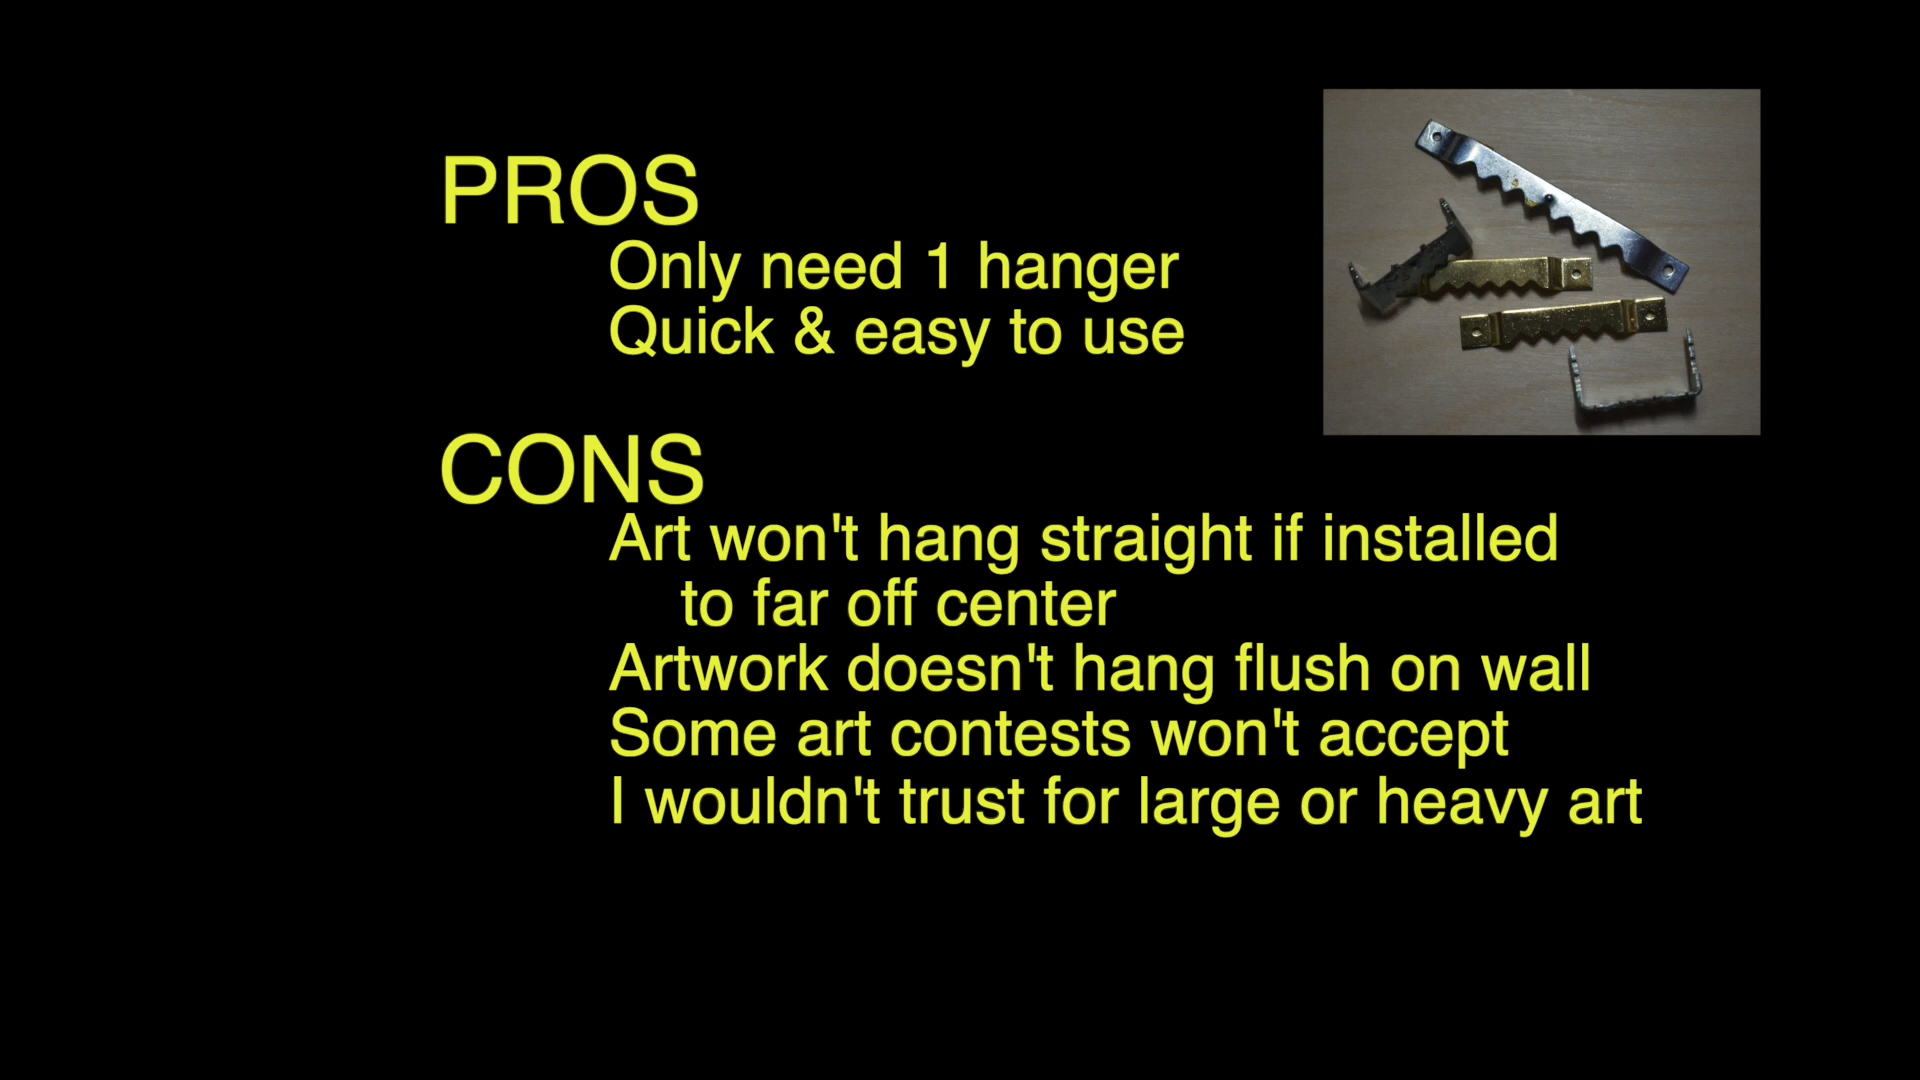 PROS
Only need 1 hanger
Quick & easy to use
CONS
Art won't hang straight if installed
to far off center
Artwork doesn't hang flush on wall
Some art contests won't accept
I wouldn't trust for large or heavy art